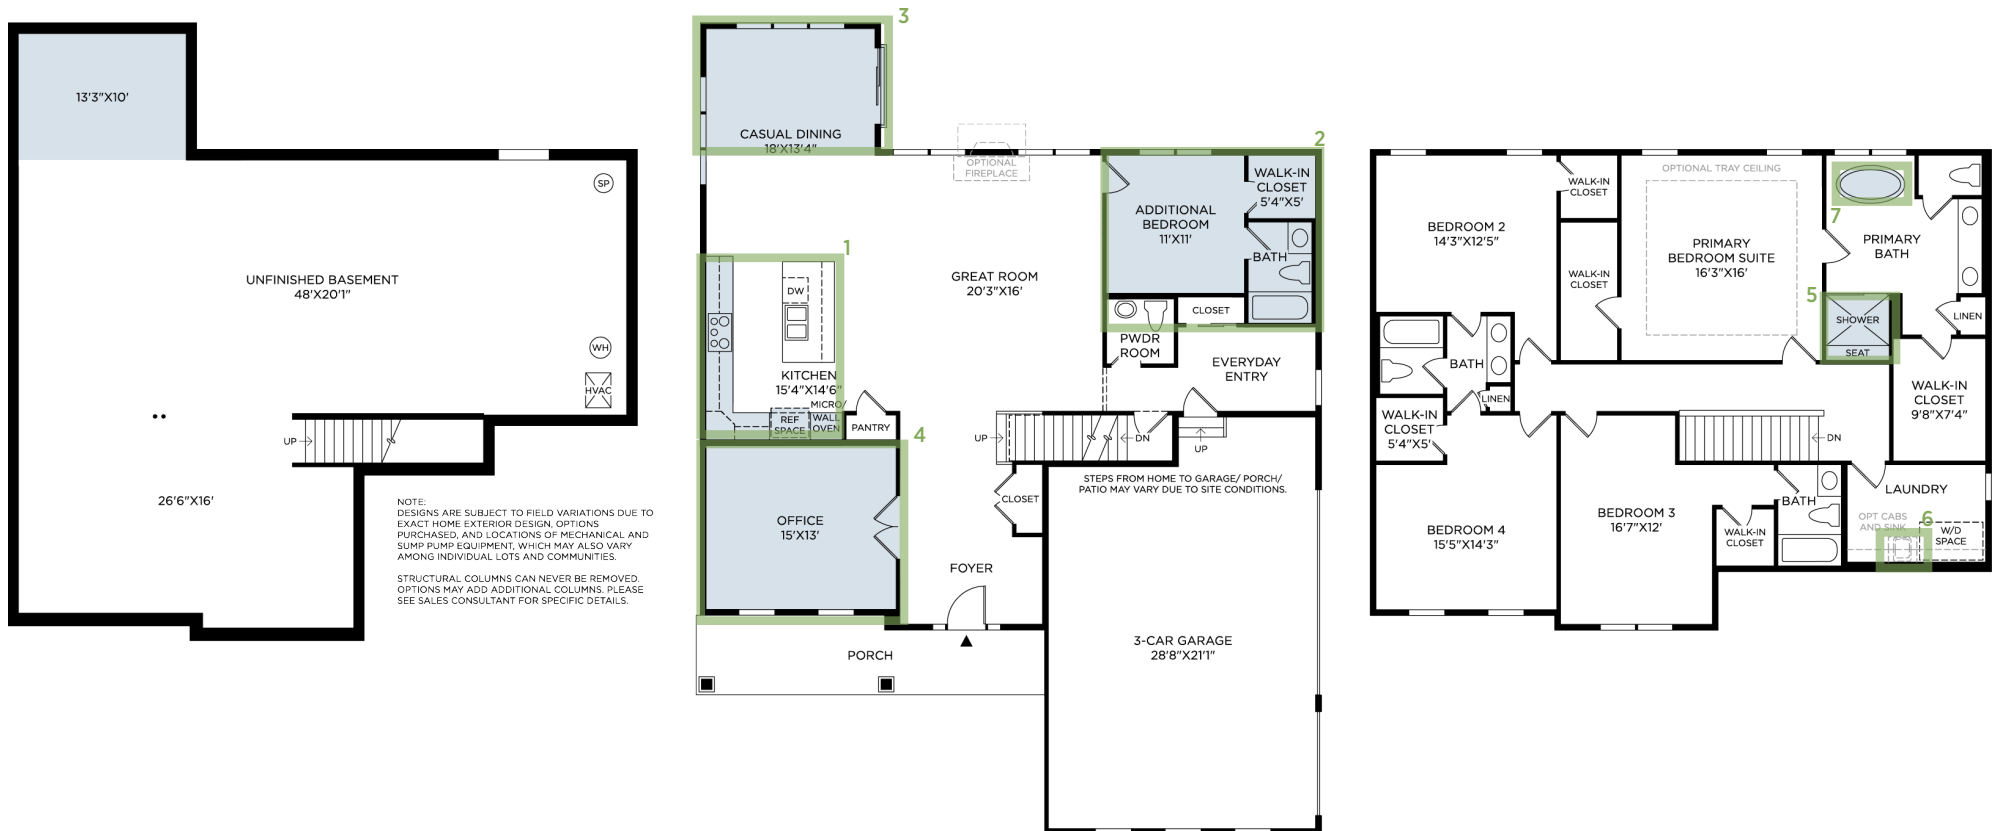 13'3"X10'
UNFINISHED BASEMENT
48'X20'1"
SP
WH
HVAC
UP
26'6"X16'
NOTE:
DESIGNS ARE SUBJECT TO FIELD VARIATIONS DUE TO
EXACT HOME EXTERIOR DESIGN, OPTIONS
PURCHASED, AND LOCATIONS OF MECHANICAL AND
SUMP PUMP EQUIPMENT, WHICH MAY ALSO VARY
AMONG INDIVIDUAL LOTS AND COMMUNITIES.
STRUCTURAL COLUMNS CAN NEVER BE REMOVED.
OPTIONS MAY ADD ADDITIONAL COLUMNS. PLEASE
SEE SALES CONSULTANT FOR SPECIFIC DETAILS.
3
CASUAL DINING
18'X13'4"
OPTIONAL
FIREPLACE
2
WALK-IN
CLOSET
5'4"X5'
ADDITIONAL
BEDROOM
11'X11'
BATH
1
DW
GREAT ROOM
20'3"X16'
CLOSET
PWDR
ROOM
EVERYDAY
ENTRY
KITCHEN
15'4"X14'6"
MICRO/
WALL
OVEN
REF
SPACE
PANTRY
4
UP
DN
UP
STEPS FROM HOME TO GARAGE/ PORCH/
PATIO MAY VARY DUE TO SITE CONDITIONS.
CLOSET
OFFICE
15'X13'
FOYER
PORCH
3-CAR GARAGE
28'8"X21'1"
OPTIONAL TRAY CEILING
WALK-IN
CLOSET
BEDROOM 2
14'3"X12'5"
7
PRIMARY
BEDROOM SUITE
16'3"X16'
PRIMARY
BATH
WALK-IN
CLOSET
5
SHOWER
SEAT
LINEN
BATH
LINEN
WALK-IN
CLOSET
9'8"X7'4"
WALK-IN
CLOSET
5'4"X5'
DN
BEDROOM 4
15'5"X14'3"
BEDROOM 3
16'7"X12'
WALK-IN
CLOSET
BATH
LAUNDRY
OPT CABS
AND SINK
6
W/D
SPACE